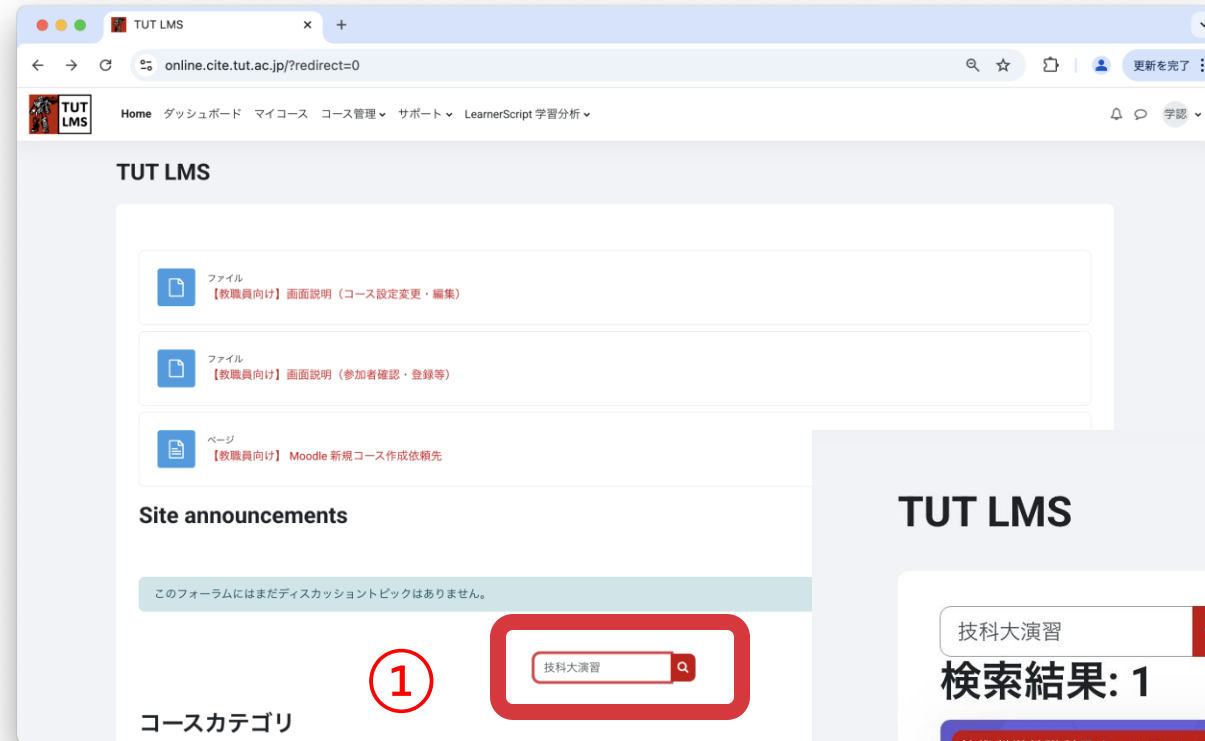 TUT LMS
online.cite.tut.ac.jp/?redirect=0
更新を完了
TUT
LMS
Home ダッシュボード マイコース コース管理 サポート LearnerScript 学習分析
学認
TUT LMS
ファイル
【教職員向け】画面説明（コース設定変更・編集）
ファイル
【教職員向け】画面説明（参加者確認・登録等）
ページ
【教職員向け】 Moodle 新規コース作成依頼先
Site announcements
このフォーラムにはまだディスカッショントピックはありません。
①
技科大演習
コースカテゴリ
TUT LMS
技科大演習
検索結果: 1